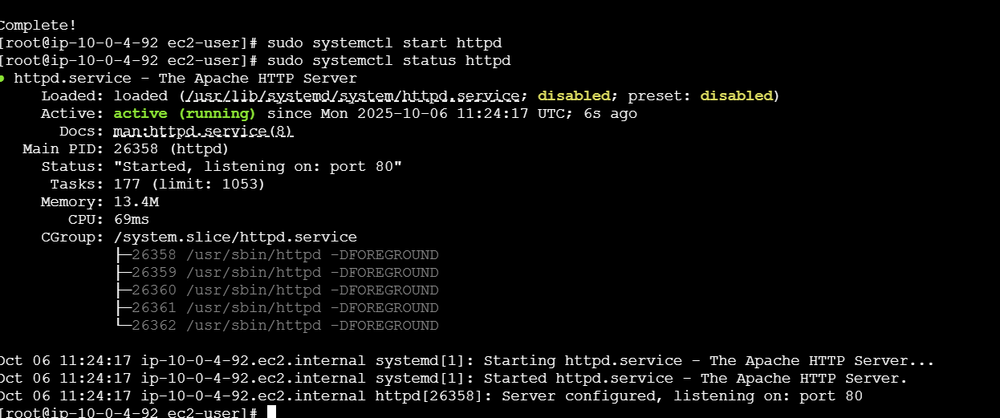 Complete!
[root@ip-10-0-4-92 ec2-user]# sudo systemctl start httpd
[root@ip-10-0-4-92 ec2-user]# sudo systemctl status httpd
● httpd.service - The Apache HTTP Server
Loaded: loaded (/usr/lib/systemd/system/httpd.service; disabled; preset: disabled)
Active: active (running) since Mon 2025-10-06 11:24:17 UTC; 6s ago
Docs: man:httpd.service(8)
Main PID: 26358 (httpd)
Status: "Started, listening on: port 80"
Tasks: 177 (limit: 1053)
Memory: 13.4M
CPU: 69ms
CGroup: /system.slice/httpd.service
├─26358 /usr/sbin/httpd -DFOREGROUND
├─26359 /usr/sbin/httpd -DFOREGROUND
├─26360 /usr/sbin/httpd -DFOREGROUND
├─26361 /usr/sbin/httpd -DFOREGROUND
└─26362 /usr/sbin/httpd -DFOREGROUND
Oct 06 11:24:17 ip-10-0-4-92.ec2.internal systemd[1]: Starting httpd.service - The Apache HTTP Server...
Oct 06 11:24:17 ip-10-0-4-92.ec2.internal systemd[1]: Started httpd.service - The Apache HTTP Server.
Oct 06 11:24:17 ip-10-0-4-92.ec2.internal httpd[26358]: Server configured, listening on: port 80
[root@ip-10-0-4-92 ec2-user]#